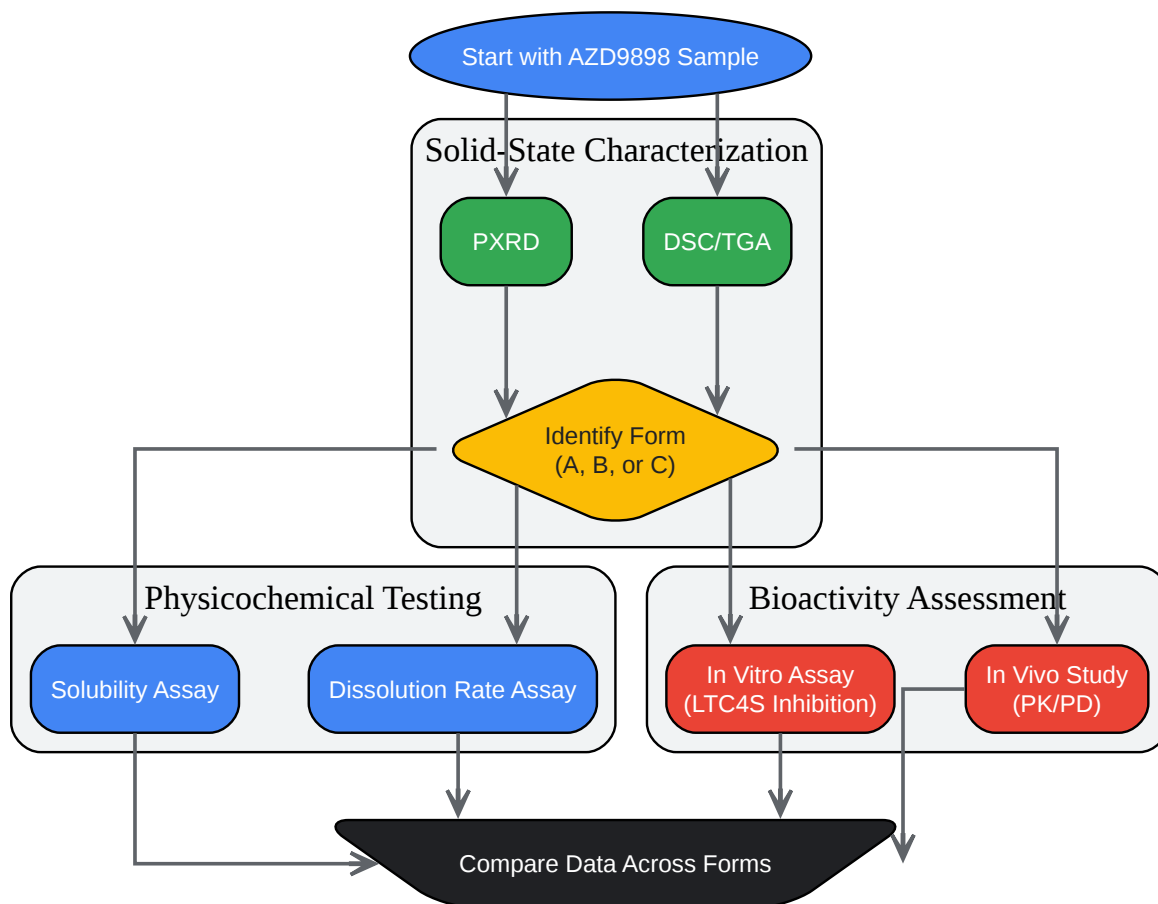 Start with AZD9898 Sample
Solid-State Characterization
PXRD
DSC/TGA
Identify Form
(A, B, or C)
Physicochemical Testing
Bioactivity Assessment
Solubility Assay
Dissolution Rate Assay
In Vitro Assay
(LTC4S Inhibition)
In Vivo Study
(PK/PD)
Compare Data Across Forms